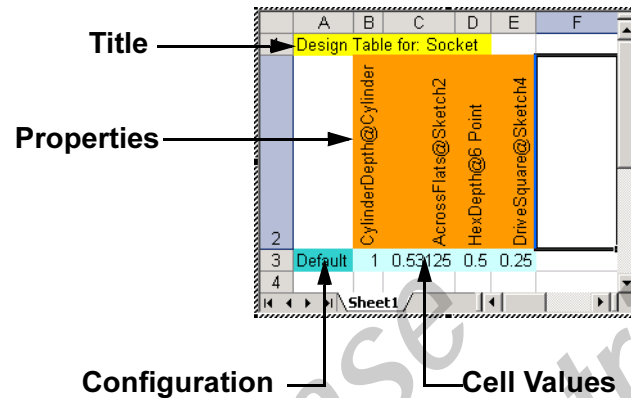 A B C D E F
Title
1 Design Table for: Socket
Properties
CylinderDepth@Cylinder
AcrossFlats@Sketch2
HexDepth@6 Point
DriveSquare@Sketch4
2
3 Default 1 0.53125 0.5 0.25
4
Sheet1
Configuration
Cell Values